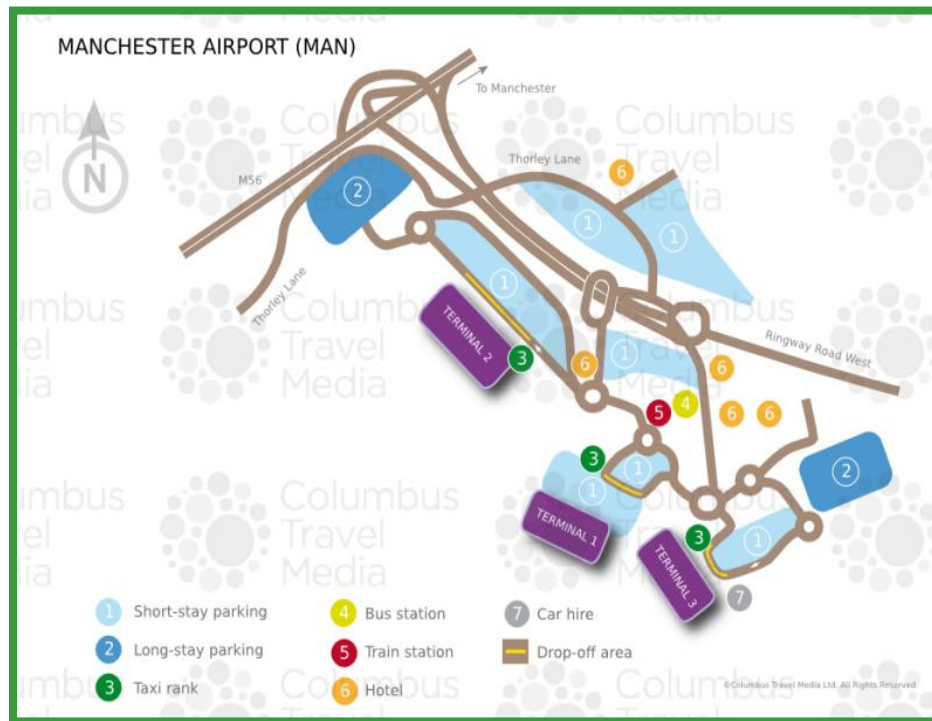 MANCHESTER AIRPORT (MAN)
To Manchester
N
M56
Thorley Lane
6
2
1
1
1
Thorley Lane
TERMINAL 2
3
6
1
6
Ringway Road West
5
4
6
6
3
1
1
2
TERMINAL 1
3
1
TERMINAL 3
7
1 Short-stay parking
2 Long-stay parking
3 Taxi rank
4 Bus station
5 Train station
6 Hotel
7 Car hire
Drop-off area
©Columbus Travel Media Ltd. All Rights Reserved
Columbus
Travel
Media